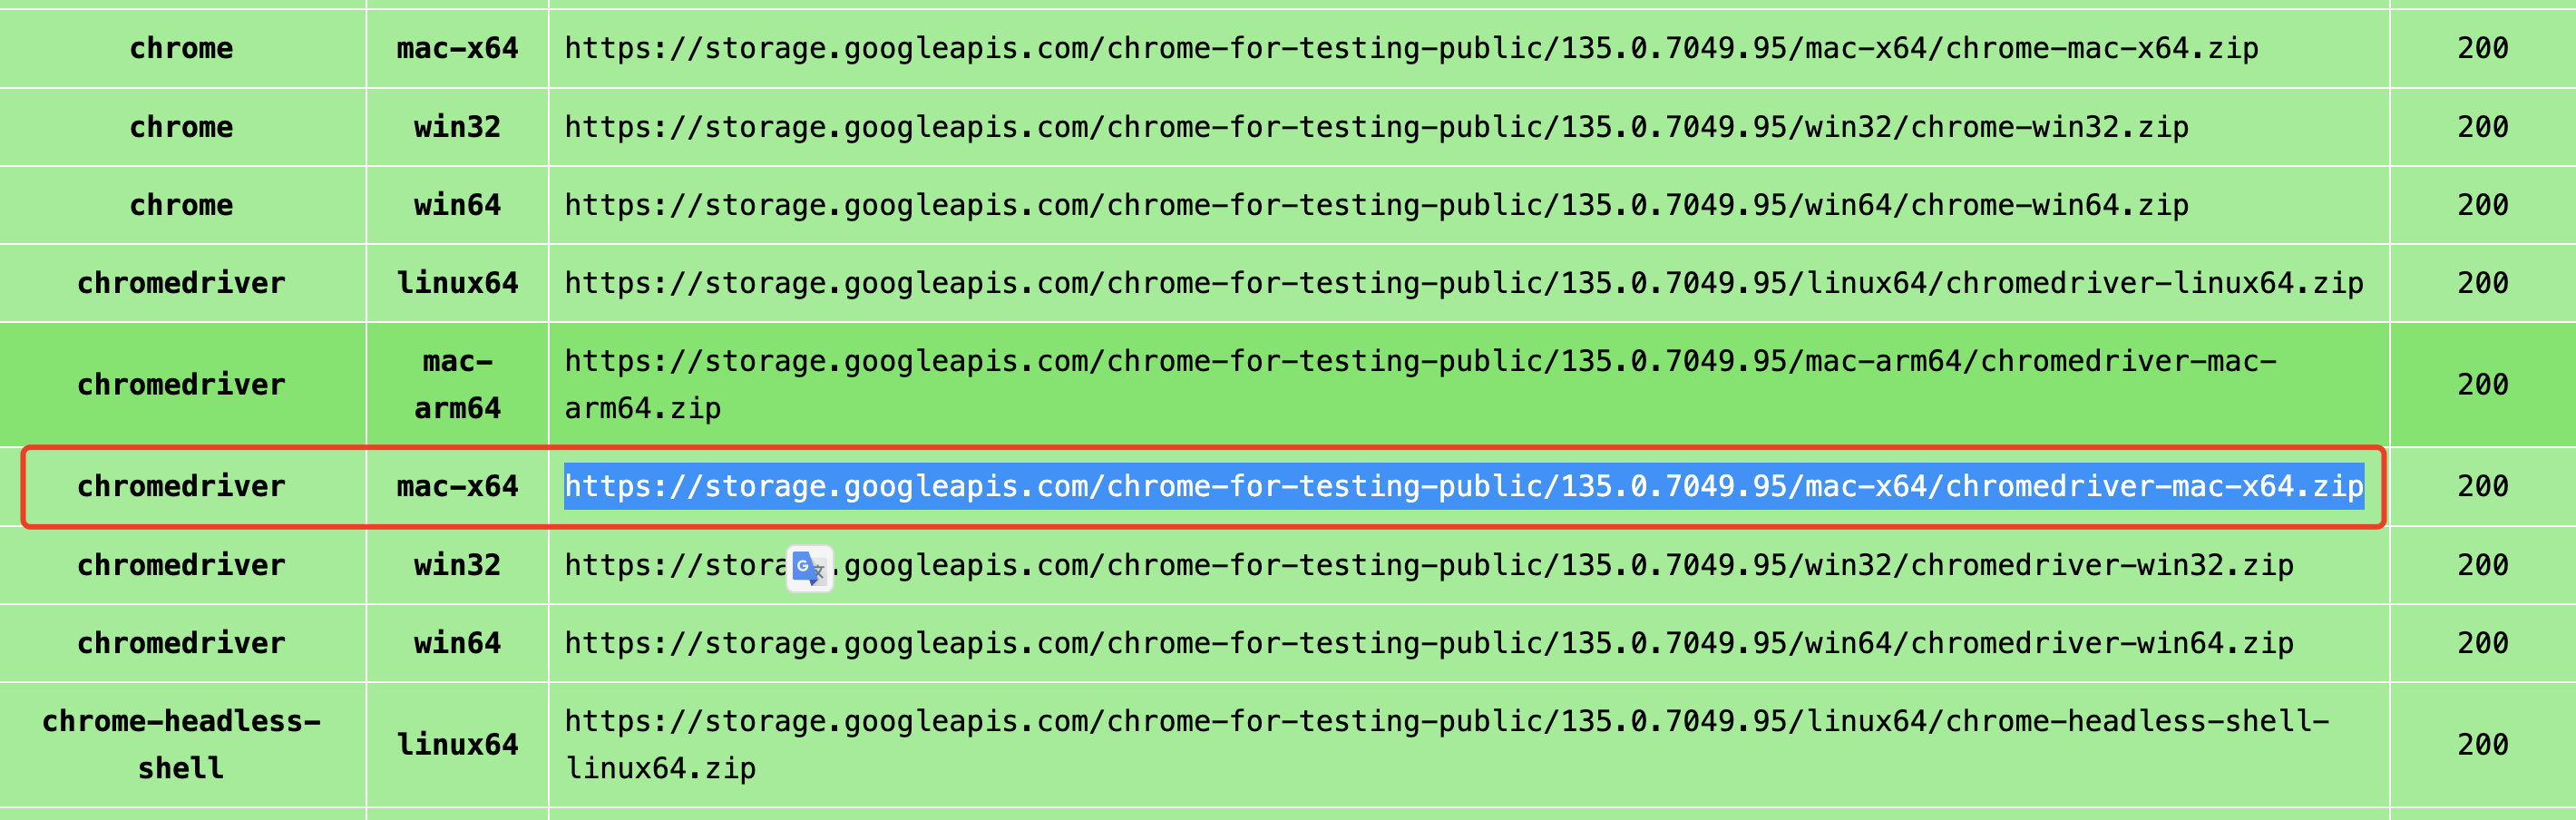 chrome mac-x64 https://storage.googleapis.com/chrome-for-testing-public/135.0.7049.95/mac-x64/chrome-mac-x64.zip 200
chrome win32 https://storage.googleapis.com/chrome-for-testing-public/135.0.7049.95/win32/chrome-win32.zip 200
chrome win64 https://storage.googleapis.com/chrome-for-testing-public/135.0.7049.95/win64/chrome-win64.zip 200
chromedriver linux64 https://storage.googleapis.com/chrome-for-testing-public/135.0.7049.95/linux64/chromedriver-linux64.zip 200
chromedriver mac-
arm64 https://storage.googleapis.com/chrome-for-testing-public/135.0.7049.95/mac-arm64/chromedriver-mac-
arm64.zip 200
chromedriver mac-x64 https://storage.googleapis.com/chrome-for-testing-public/135.0.7049.95/mac-x64/chromedriver-mac-x64.zip 200
chromedriver win32 https://stora .googleapis.com/chrome-for-testing-public/135.0.7049.95/win32/chromedriver-win32.zip 200
chromedriver win64 https://storage.googleapis.com/chrome-for-testing-public/135.0.7049.95/win64/chromedriver-win64.zip 200
chrome-headless-
shell linux64 https://storage.googleapis.com/chrome-for-testing-public/135.0.7049.95/linux64/chrome-headless-shell-
linux64.zip 200